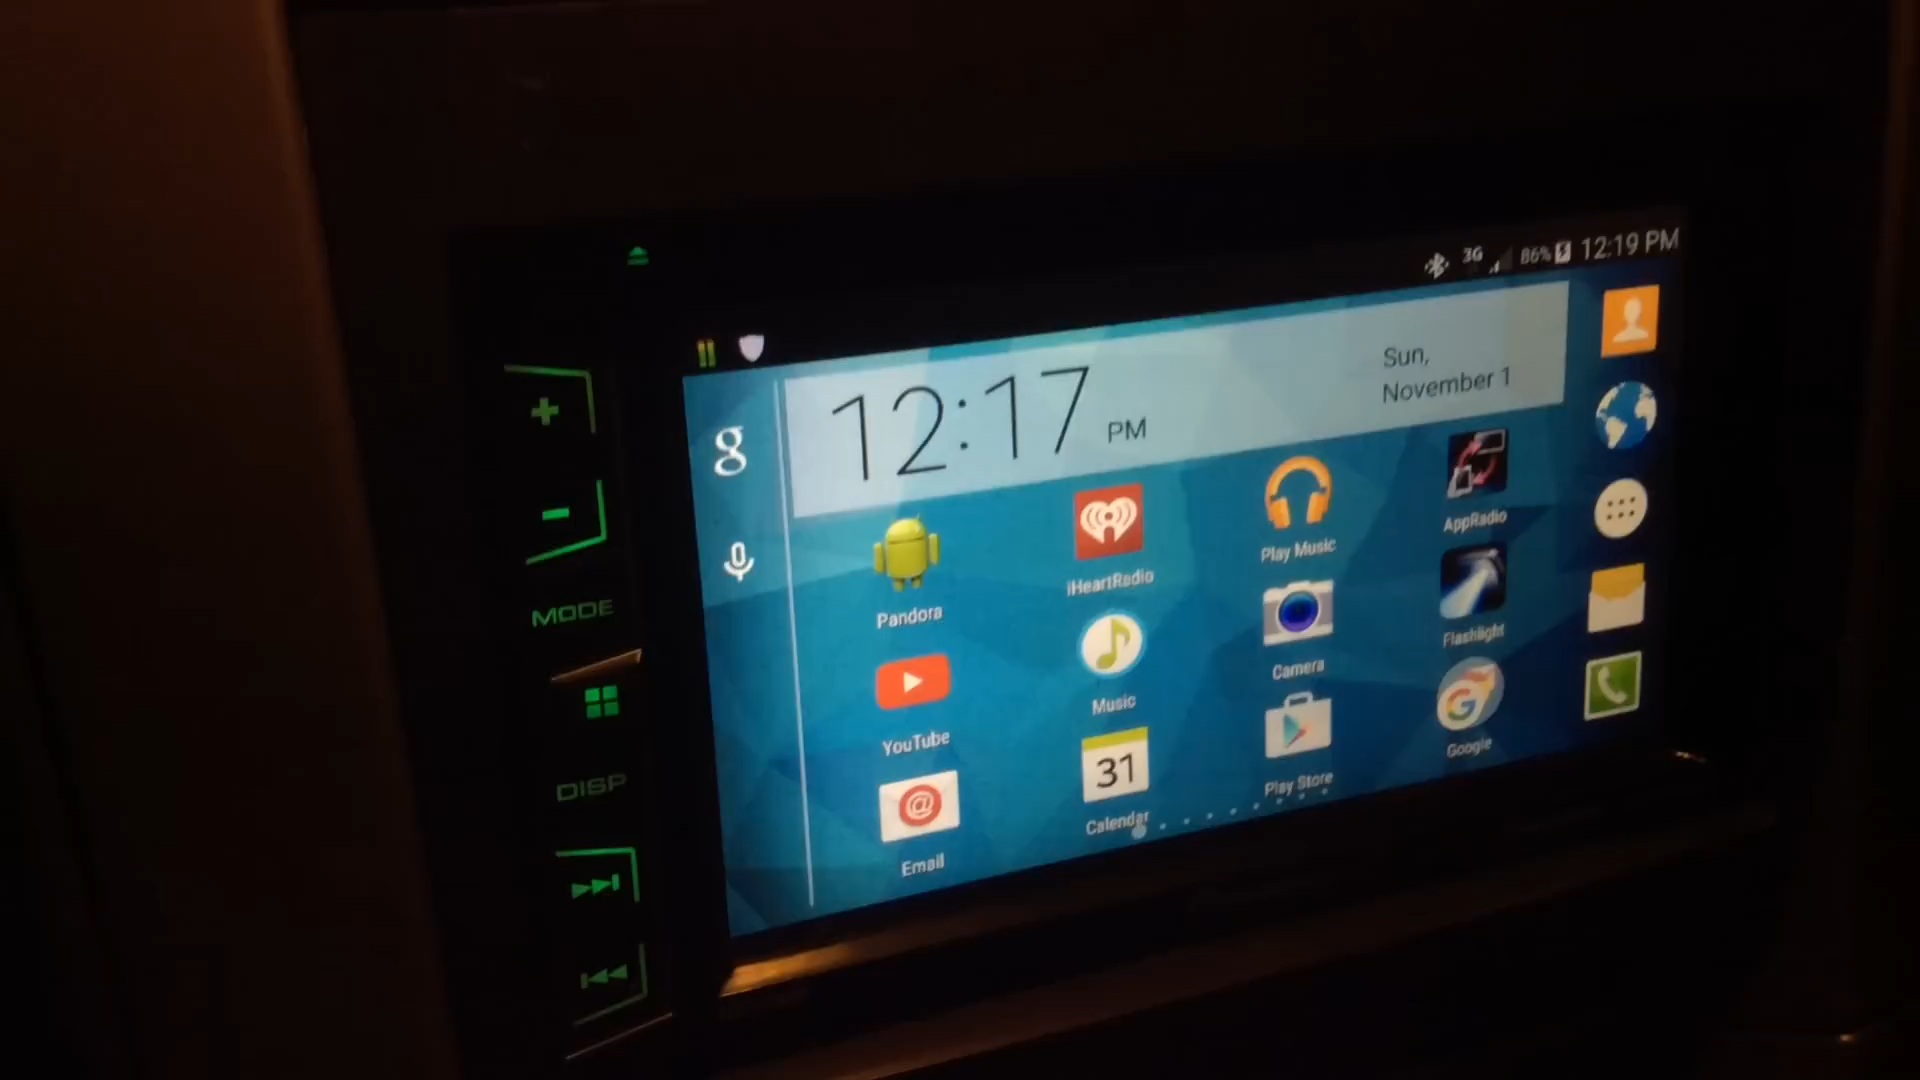 3G 86% 12:19 PM
12:17 PM
Sun,
November 1
g
Pandora
iHeartRadio
Play Music
AppRadio
YouTube
Music
Camera
Flashlight
Email
31
Calendar
Play Store
Google
MODE
DISP